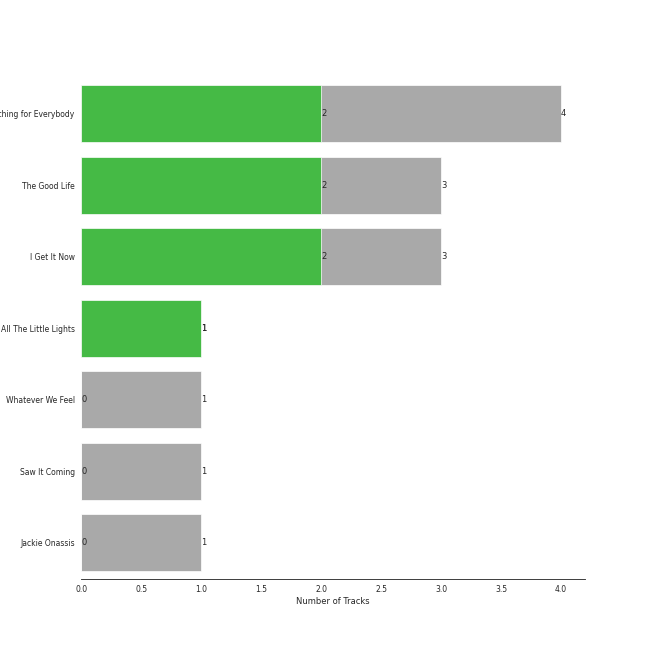 for Everybody 2 4
The Good Life 2 3
I Get It Now 2 3
All The Little Lights 1
Whatever We Feel 0 1
Saw It Coming 0 1
Jackie Onassis 0 1
0.0 0.5 1.0 1.5 2.0 2.5 3.0 3.5 4.0
Number of Tracks